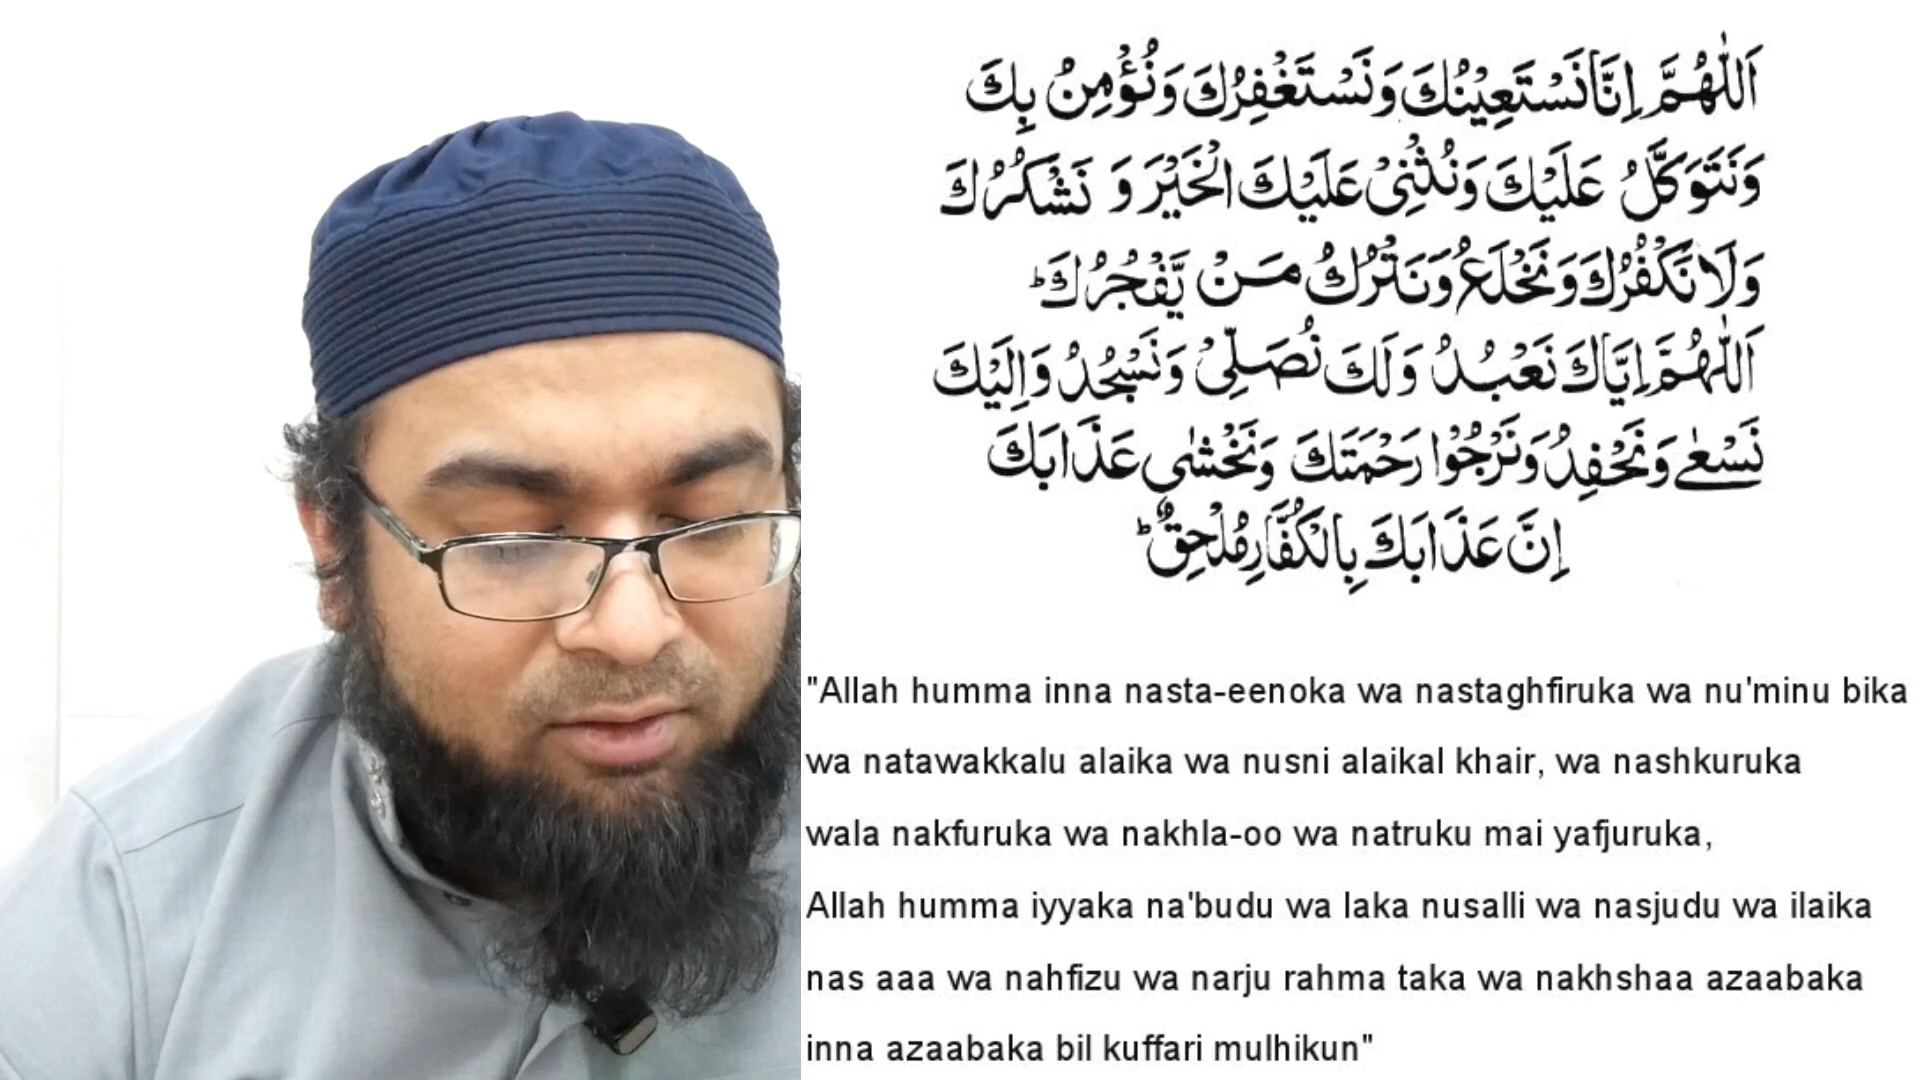 اَللّٰهُمَّ اِنَّا نَسْتَعِيْنُكَ وَنَسْتَغْفِرُكَ وَنُؤْمِنُ بِكَ
وَنَتَوَكَّلُ عَلَيْكَ وَنُثْنِىْ عَلَيْكَ الْخَيْرَ وَ نَشْكُرُكَ
وَلَا نَكْفُرُكَ وَنَخْلَعُ وَنَتْرُكُ مَنْ يَّفْجُرُكَ ؕ
اَللّٰهُمَّ اِيَّاكَ نَعْبُدُ وَلَكَ نُصَلِّىْ وَنَسْجُدُ وَاِلَيْكَ
نَسْعٰى وَنَحْفِدُ وَنَرْجُوْا رَحْمَتَكَ وَنَخْشٰى عَذَابَكَ
اِنَّ عَذَابَكَ بِالْكُفَّارِ مُلْحِقٌ ؕ
"Allah humma inna nasta-eenoka wa nastaghfiruka wa nu'minu bika
wa natawakkalu alaika wa nusni alaikal khair, wa nashkuruka
wala nakfuruka wa nakhla-oo wa natruku mai yafjuruka,
Allah humma iyyaka na'budu wa laka nusalli wa nasjudu wa ilaika
nas aaa wa nahfizu wa narju rahma taka wa nakhshaa azaabaka
inna azaabaka bil kuffari mulhikun"